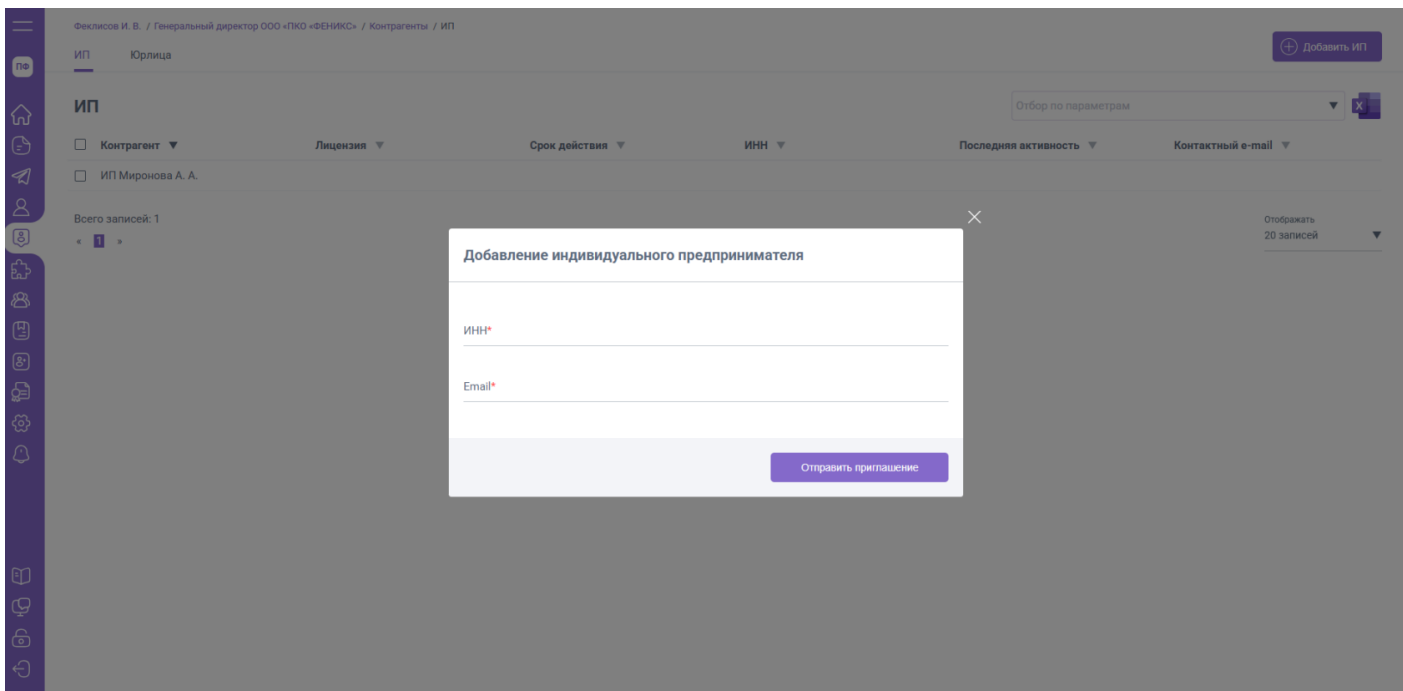 Феклисов И. В. / Генеральный директор ООО «ПКО «ФЕНИКС» / Контрагенты / ИП
ИП Юрлица
Добавить ИП
ПФ
ИП
Отбор по параметрам
Контрагент Лицензия Срок действия ИНН Последняя активность Контактный e-mail
ИП Миронова А. А.
Всего записей: 1
« 1 »
Отображать
20 записей
Добавление индивидуального предпринимателя
ИНН*
Email*
Отправить приглашение